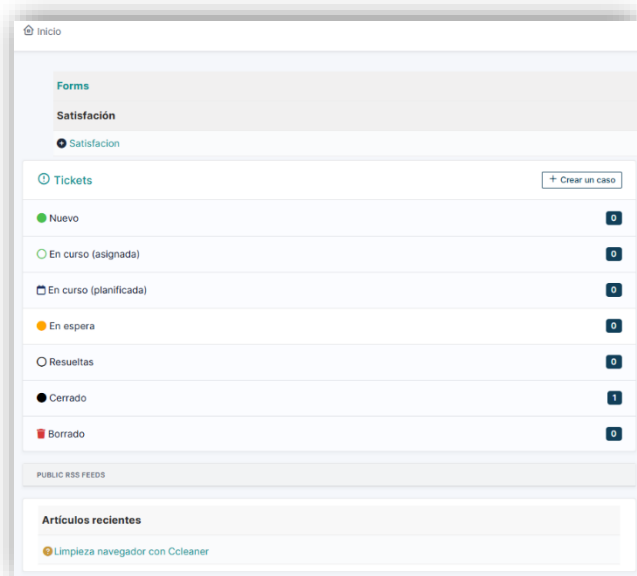 Inicio
Forms
Satisfación
Satisfacion
Tickets
+ Crear un caso
Nuevo 0
En curso (asignada) 0
En curso (planificada) 0
En espera 0
Resueltas 0
Cerrado 1
Borrado 0
PUBLIC RSS FEEDS
Artículos recientes
Limpieza navegador con Ccleaner